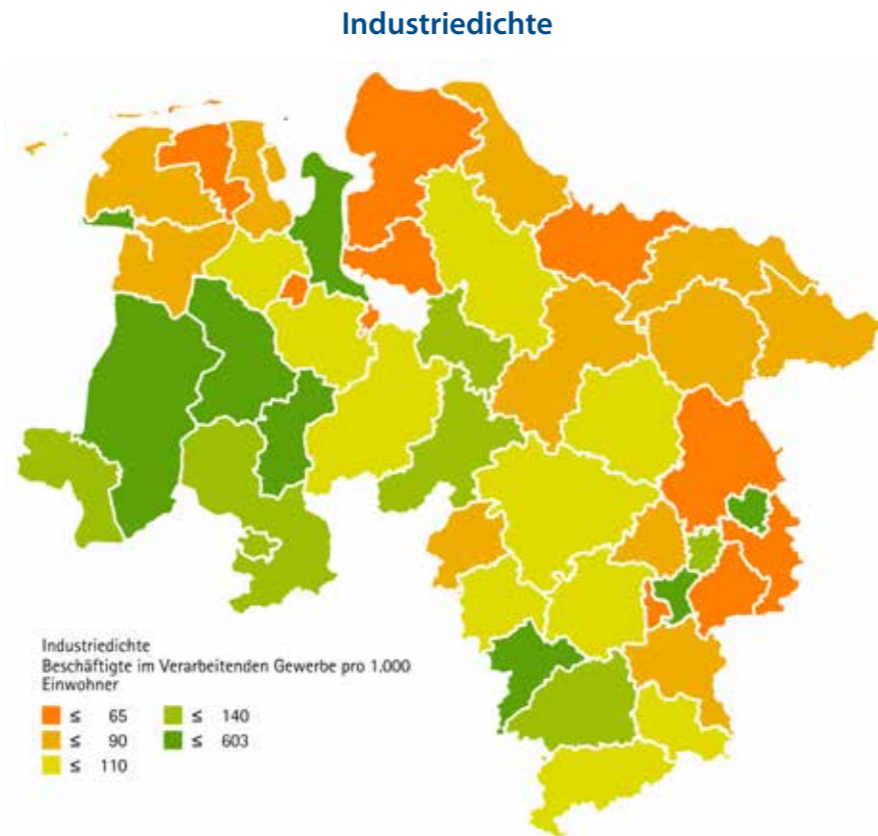 Industriedichte
Industriedichte
Beschäftigte im Verarbeitenden Gewerbe pro 1.000
Einwohner
≤ 65 ≤ 140
≤ 90 ≤ 603
≤ 110